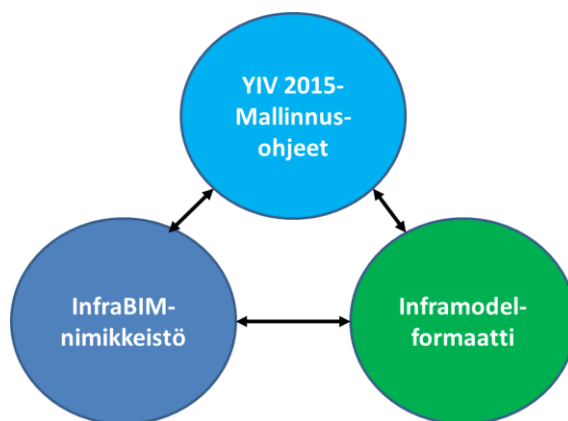 YIV 2015-
Mallinnus-
ohjeet
InfraBIM-
nimikkeistö
Inframodel-
formaatti